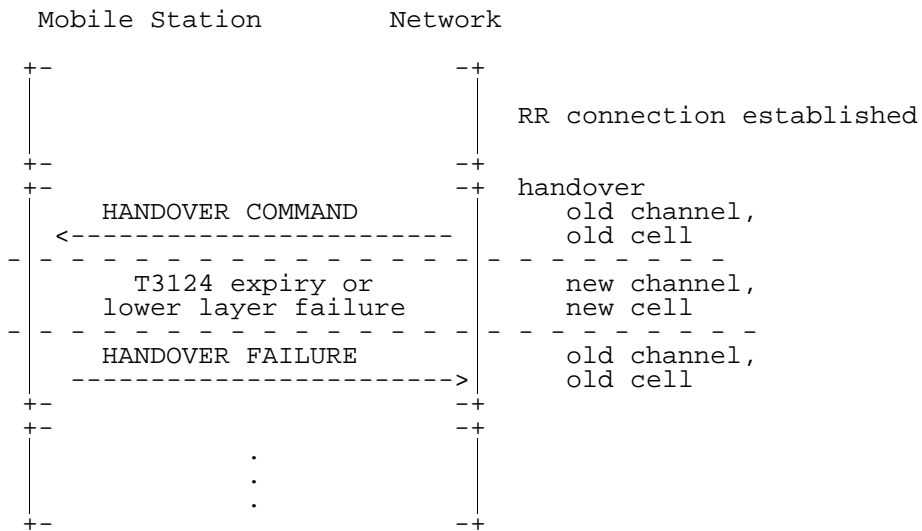 Mobile Station Network
RR connection established
handover
HANDOVER COMMAND old channel,
<------------------------ old cell
T3124 expiry or new channel,
lower layer failure new cell
HANDOVER FAILURE old channel,
------------------------> old cell
.
.
.